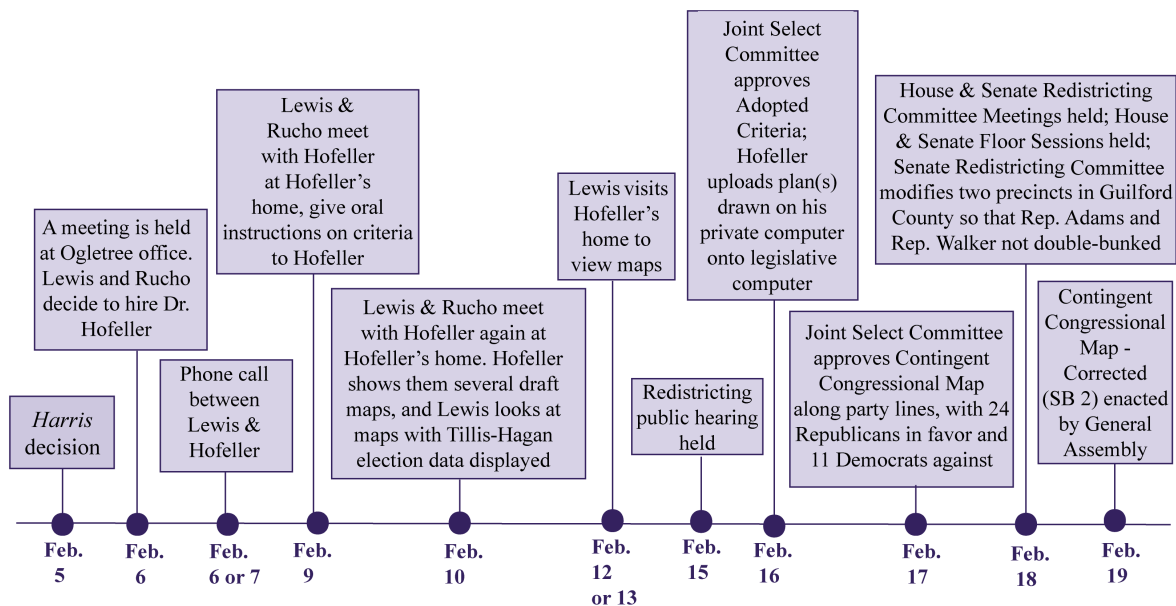 Harris
decision
Feb.
5
A meeting is held
at Ogletree office.
Lewis and Rucho
decide to hire Dr.
Hofeller
Feb.
6
Phone call
between
Lewis &
Hofeller
Feb.
6 or 7
Lewis &
Rucho meet
with Hofeller
at Hofeller's
home, give oral
instructions on criteria
to Hofeller
Feb.
9
Lewis & Rucho meet
with Hofeller again at
Hofeller's home. Hofeller
shows them several draft
maps, and Lewis looks at
maps with Tillis-Hagan
election data displayed
Feb.
10
Lewis visits
Hofeller's
home to
view maps
Feb.
12
or 13
Redistricting
public hearing
held
Feb.
15
Joint Select
Committee
approves
Adopted
Criteria;
Hofeller
uploads plan(s)
drawn on his
private computer
onto legislative
computer
Feb.
16
Joint Select Committee
approves Contingent
Congressional Map
along party lines, with 24
Republicans in favor and
11 Democrats against
Feb.
17
House & Senate Redistricting
Committee Meetings held; House
& Senate Floor Sessions held;
Senate Redistricting Committee
modifies two precincts in Guilford
County so that Rep. Adams and
Rep. Walker not double-bunked
Feb.
18
Contingent
Congressional
Map -
Corrected
(SB 2) enacted
by General
Assembly
Feb.
19